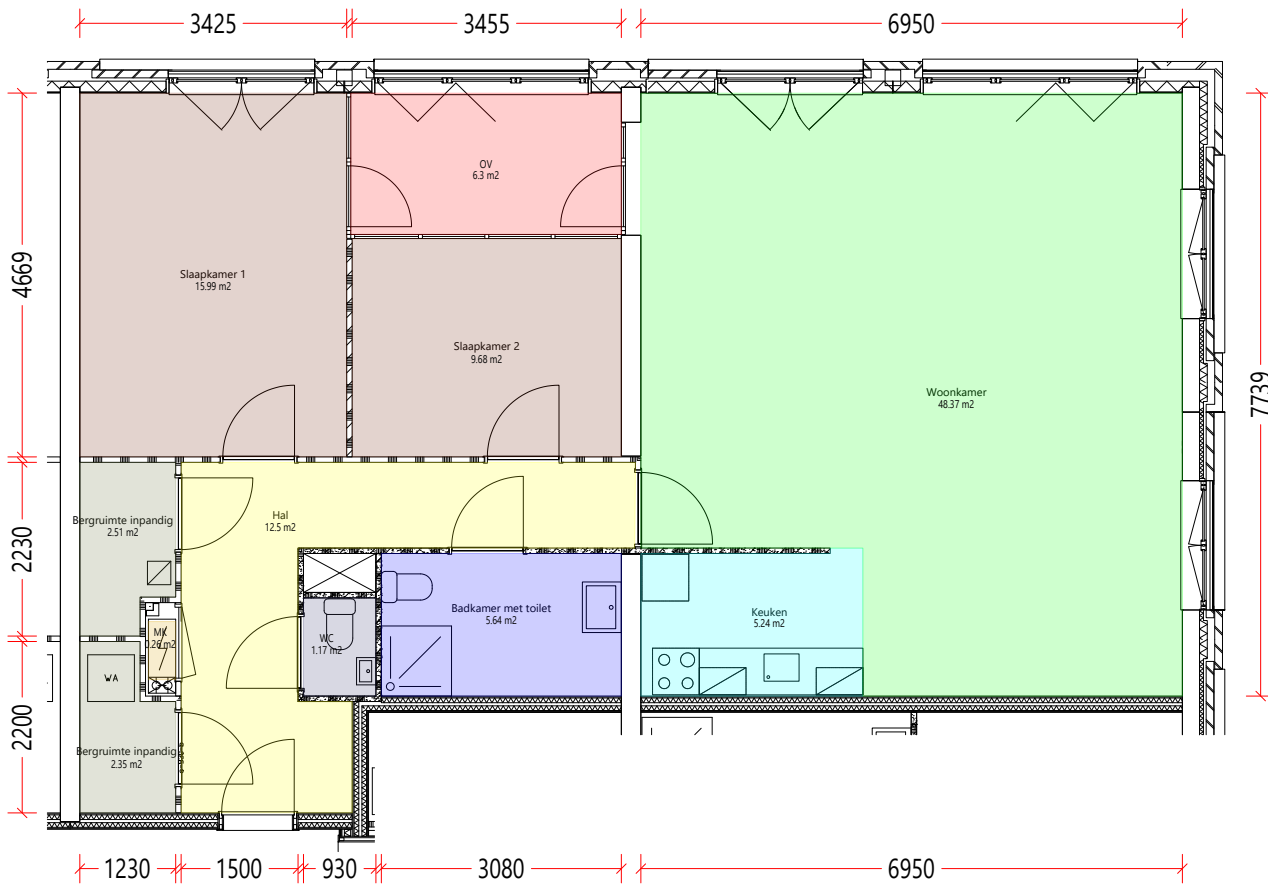 3425
3455
6950
OV
6.3 m2
Slaapkamer 1
15.99 m2
4669
Slaapkamer 2
9.68 m2
Woonkamer
48.37 m2
7739
Bergruimte inpandig
2.51 m2
Hal
12.5 m2
2230
Badkamer met toilet
5.64 m2
Keuken
5.24 m2
MK
0.26 m2
WC
1.17 m2
WA
2200
Bergruimte inpandig
2.35 m2
1230
1500
930
3080
6950